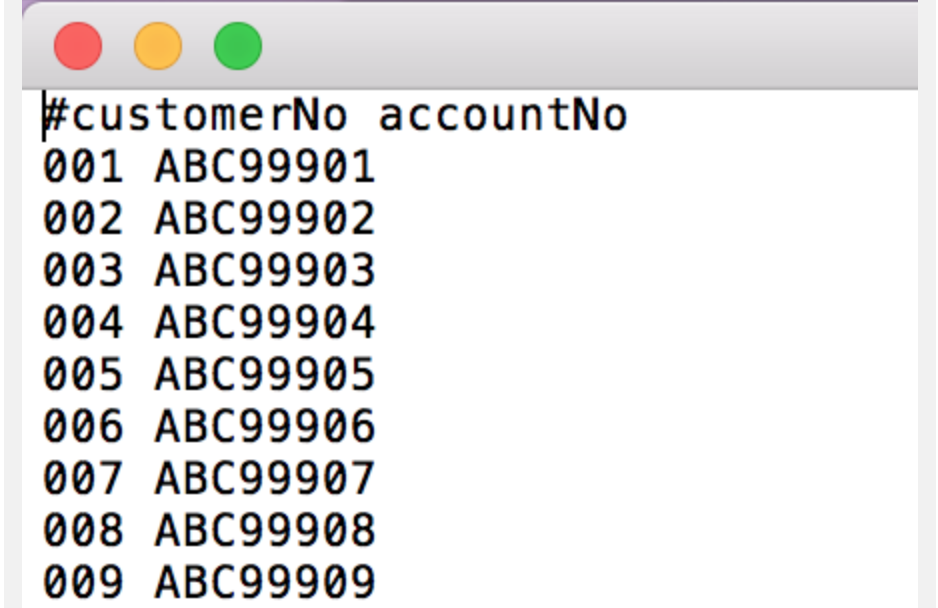 #customerNo accountNo
001 ABC99901
002 ABC99902
003 ABC99903
004 ABC99904
005 ABC99905
006 ABC99906
007 ABC99907
008 ABC99908
009 ABC99909